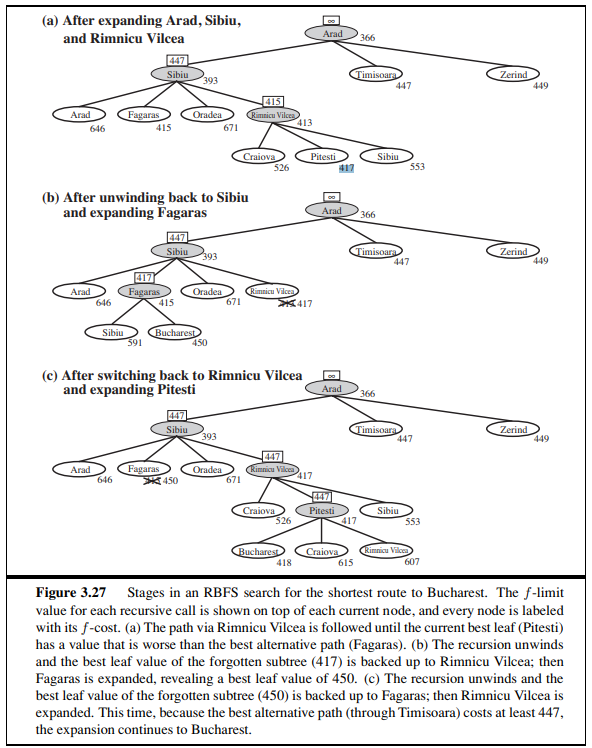 (a) After expanding Arad, Sibiu,
and Rimnicu Vilcea
∞
Arad
366
447
Sibiu
393
Timisoara
447
Zerind
449
Arad
646
Fagaras
415
Oradea
671
415
Rimnicu Vilcea
413
Craiova
526
Pitesti
417
Sibiu
553
(b) After unwinding back to Sibiu
and expanding Fagaras
∞
Arad
366
447
Sibiu
393
Timisoara
447
Zerind
449
Arad
646
417
Fagaras
415
Oradea
671
Rimnicu Vilcea
413 417
Sibiu
591
Bucharest
450
(c) After switching back to Rimnicu Vilcea
and expanding Pitesti
∞
Arad
366
447
Sibiu
393
Timisoara
447
Zerind
449
Arad
646
Fagaras
415 450
Oradea
671
447
Rimnicu Vilcea
417
Craiova
526
447
Pitesti
417
Sibiu
553
Bucharest
418
Craiova
615
Rimnicu Vilcea
607
Figure 3.27 Stages in an RBFS search for the shortest route to Bucharest. The f-limit
value for each recursive call is shown on top of each current node, and every node is labeled
with its f-cost. (a) The path via Rimnicu Vilcea is followed until the current best leaf (Pitesti)
has a value that is worse than the best alternative path (Fagaras). (b) The recursion unwinds
and the best leaf value of the forgotten subtree (417) is backed up to Rimnicu Vilcea; then
Fagaras is expanded, revealing a best leaf value of 450. (c) The recursion unwinds and the
best leaf value of the forgotten subtree (450) is backed up to Fagaras; then Rimnicu Vilcea is
expanded. This time, because the best alternative path (through Timisoara) costs at least 447,
the expansion continues to Bucharest.